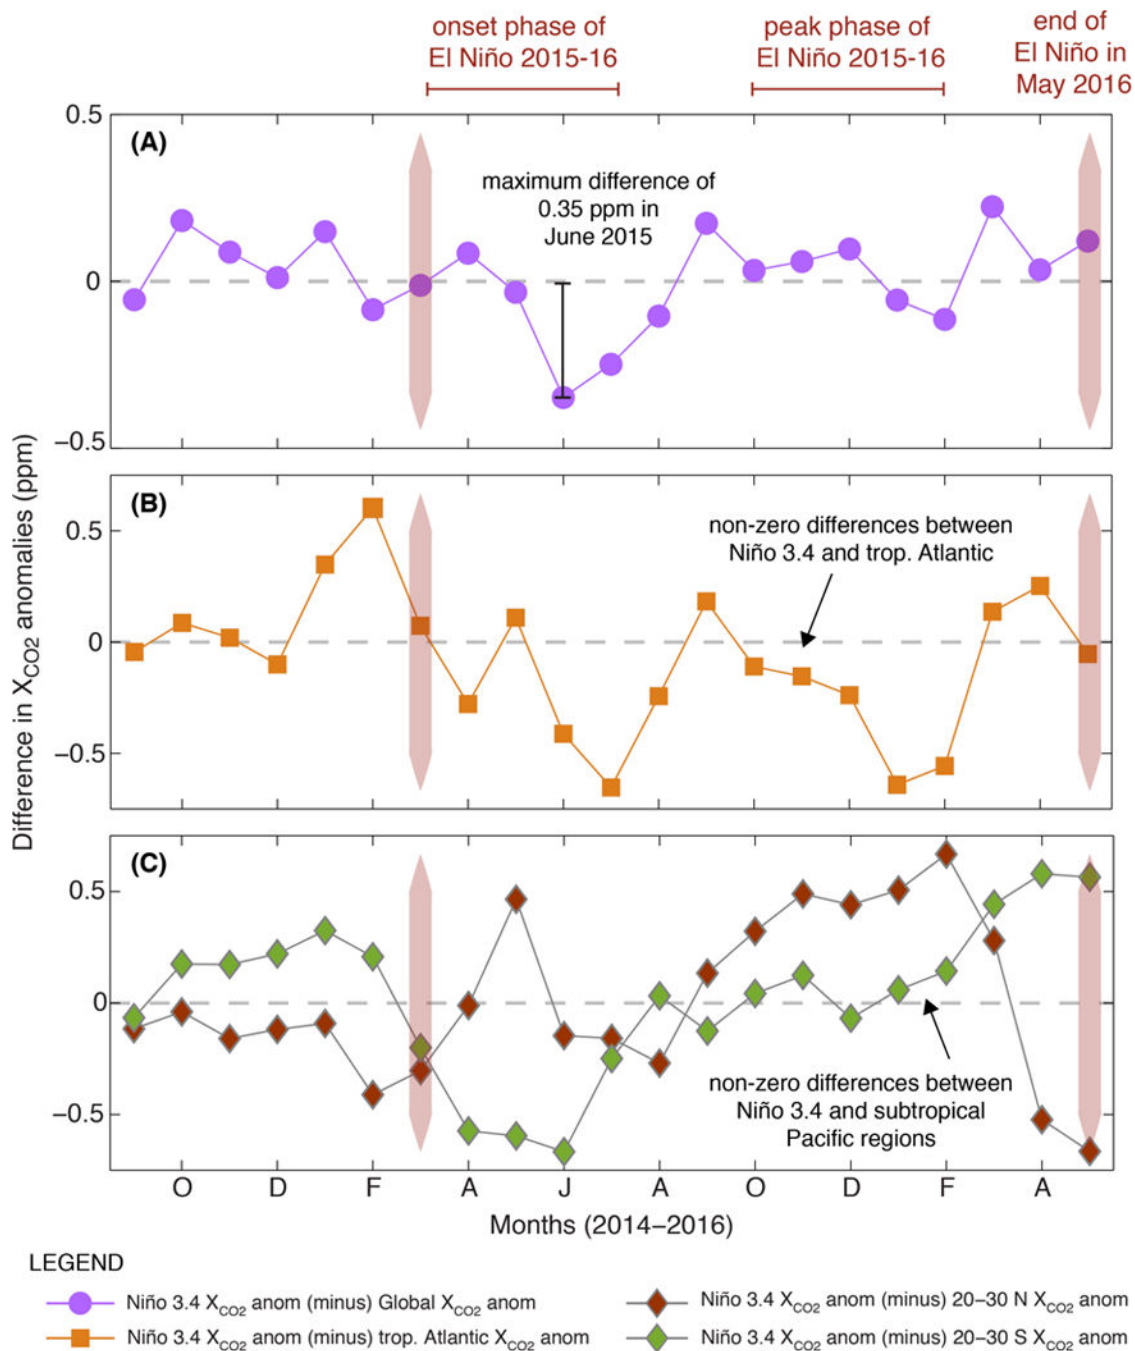 onset phase of
El Niño 2015-16
peak phase of
El Niño 2015-16
end of
El Niño in
May 2016
0.5
(A)
maximum difference of
0.35 ppm in
June 2015
0
−0.5
(B)
0.5
non-zero differences between
Niño 3.4 and trop. Atlantic
0
−0.5
Difference in XCO2 anomalies (ppm)
(C)
0.5
0
non-zero differences between
Niño 3.4 and subtropical
Pacific regions
−0.5
O D F A J A O D F A
Months (2014–2016)
LEGEND
Niño 3.4 XCO2 anom (minus) Global XCO2 anom
Niño 3.4 XCO2 anom (minus) 20–30 N XCO2 anom
Niño 3.4 XCO2 anom (minus) trop. Atlantic XCO2 anom
Niño 3.4 XCO2 anom (minus) 20–30 S XCO2 anom